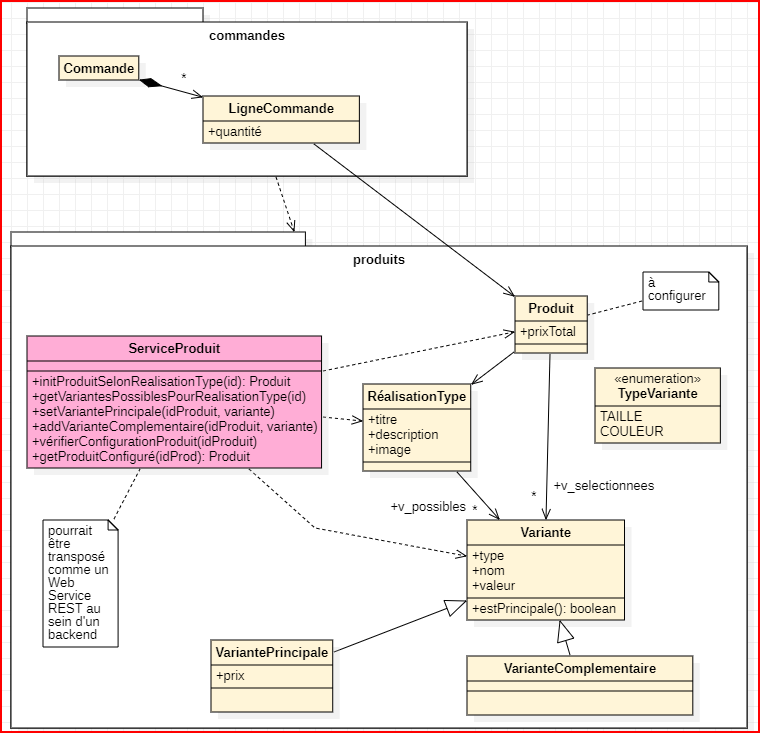 commandes
Commande
*
LigneCommande
+quantité
produits
à
configurer
Produit
+prixTotal
ServiceProduit
+initProduitSelonRealisationType(id): Produit
+getVariantesPossiblesPourRealisationType(id)
+setVariantePrincipale(idProduit, variante)
+addVarianteComplementaire(idProduit, variante)
+vérifierConfigurationProduit(idProduit)
+getProduitConfiguré(idProd): Produit
RéalisationType
+titre
+description
+image
«enumeration»
TypeVariante
TAILLE
COULEUR
+v_possibles
*
*
+v_selectionnees
pourrait
être
transposé
comme un
Web
Service
REST au
sein d'un
backend
Variante
+type
+nom
+valeur
+estPrincipale(): boolean
VariantePrincipale
+prix
VarianteComplementaire